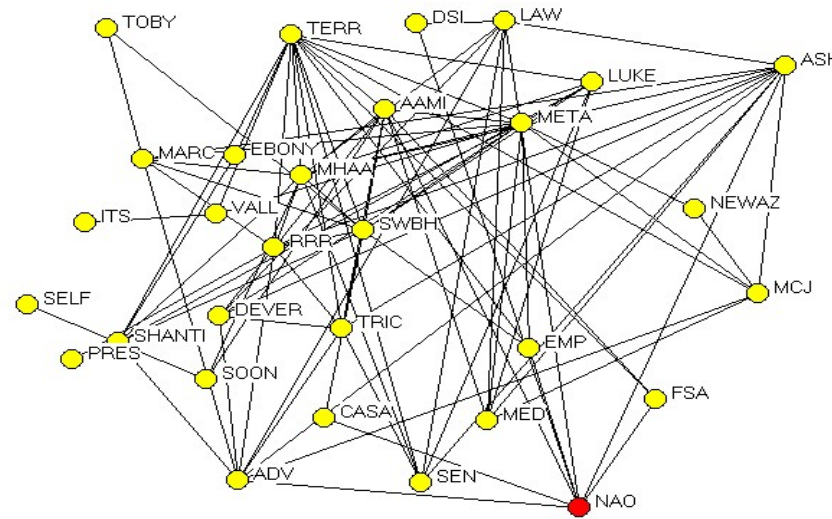 TOBY
TERR
DSI
LAW
ASH
LUKE
AAMI
META
MARC
EBONY
MHAA
ITS
VALL
NEWAZ
SWBH
RRR
SELF
DEVER
MCJ
SHANTI
TRIC
PRES
EMP
SOON
CASA
MED
FSA
ADV
SEN
NAO